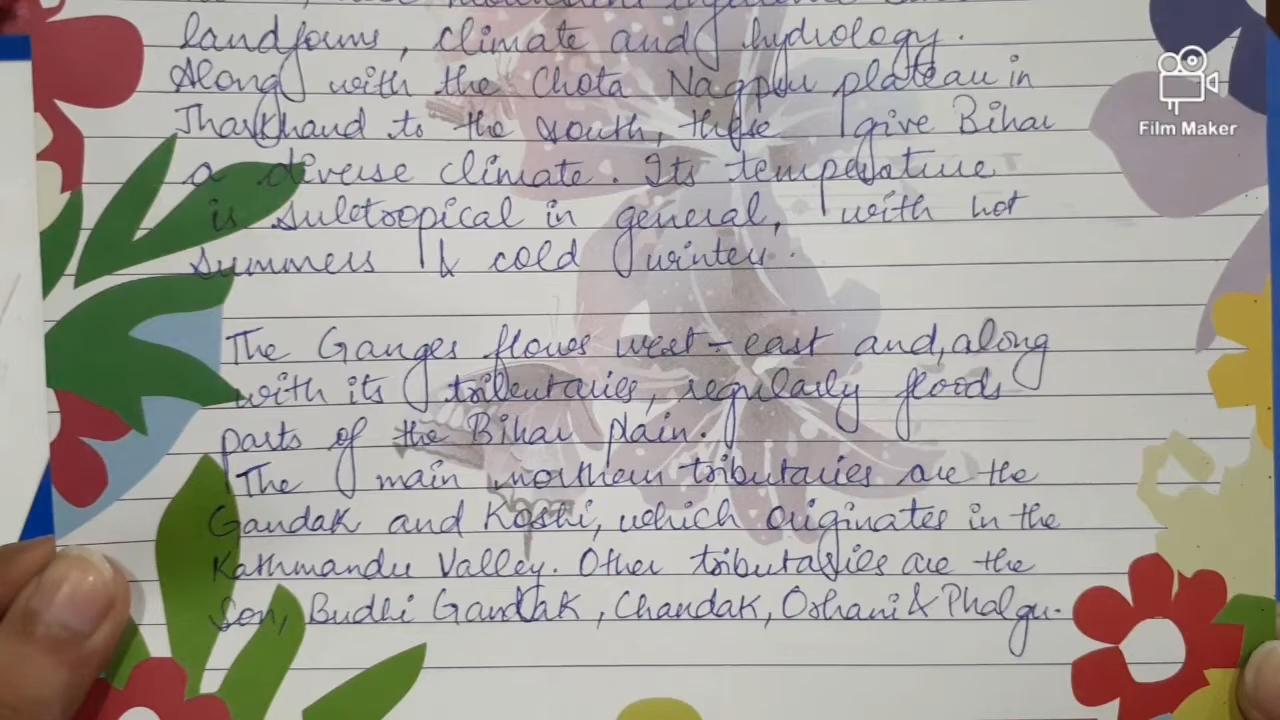 landforms, climate and hydrology.
Along with the Chota Nagpur plateau in
Jharkhand to the south, these give Bihar
a diverse climate. Its temperature
is subtropical in general, with hot
summers & cold winters.
The Ganges flows west-east and, along
with its tributaries, regularly floods
parts of the Bihar plain.
The main northern tributaries are the
Gandak and Koshi, which originates in the
Kathmandu Valley. Other tributaries are the
Son, Budhi Gandak, Chandak, Oshani & Phalgu.
Film Maker